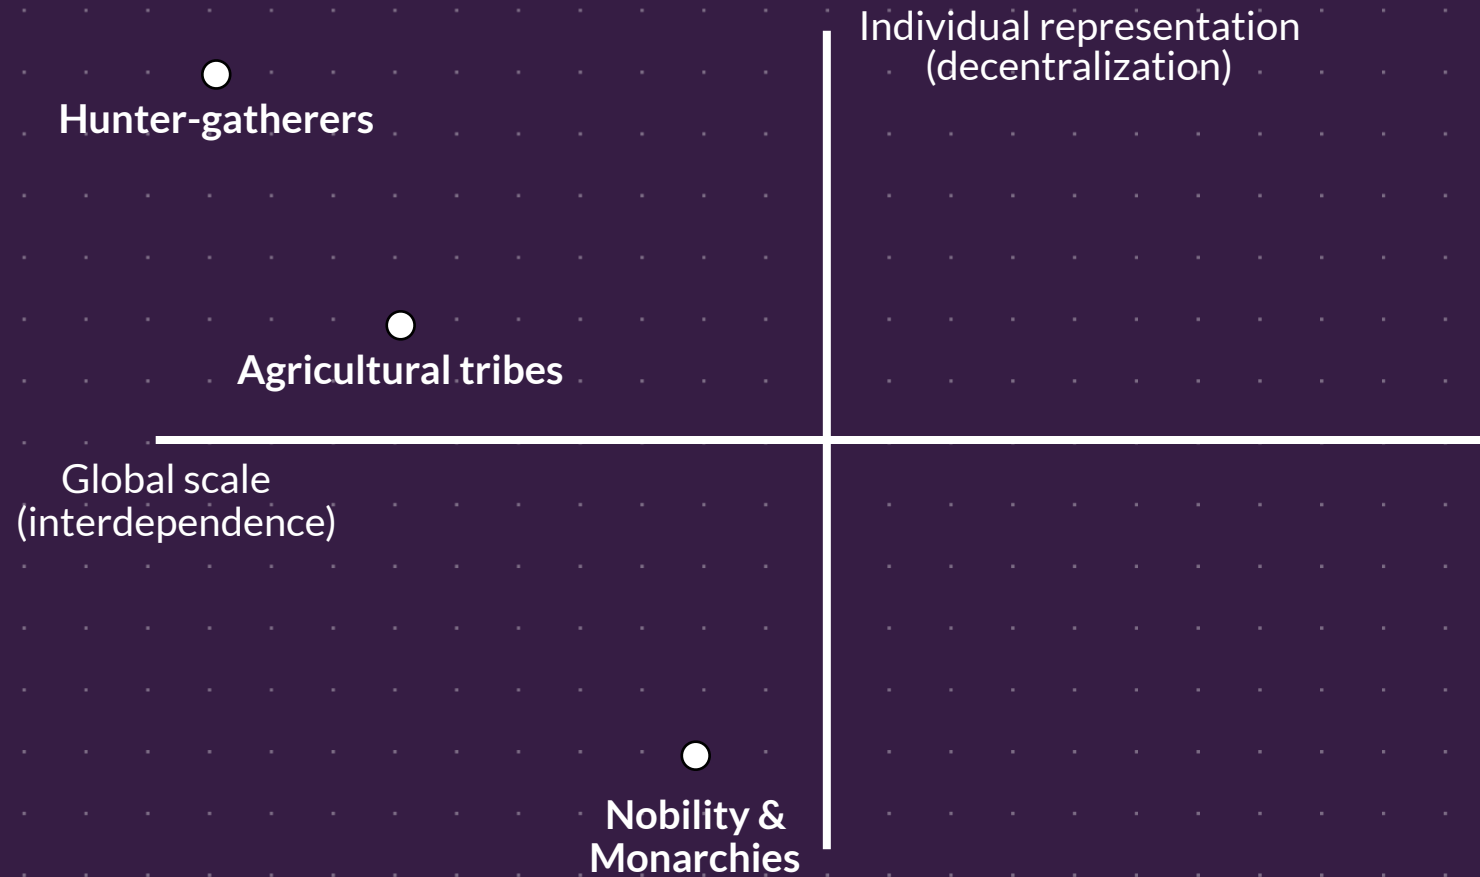 Individual representation
(decentralization)
Hunter-gatherers
Agricultural tribes
Global scale
(interdependence)
Nobility &
Monarchies